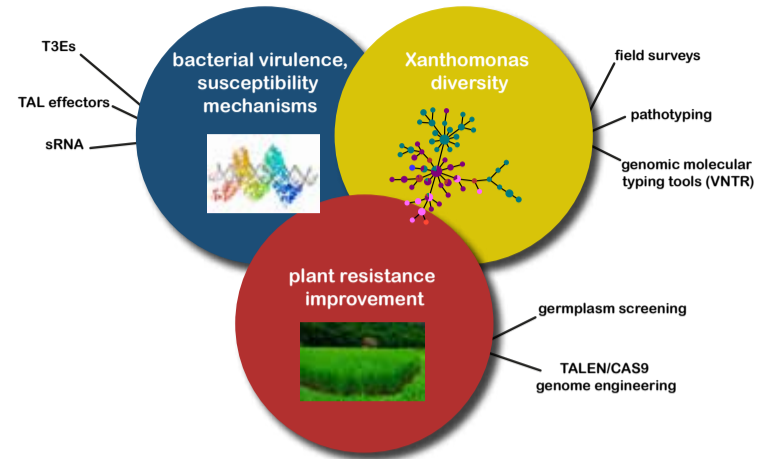 T3Es
TAL effectors
sRNA
bacterial virulence,
susceptibility
mechanisms
Xanthomonas
diversity
field surveys
pathotyping
genomic molecular
typing tools (VNTR)
plant resistance
improvement
germplasm screening
TALEN/CAS9
genome engineering